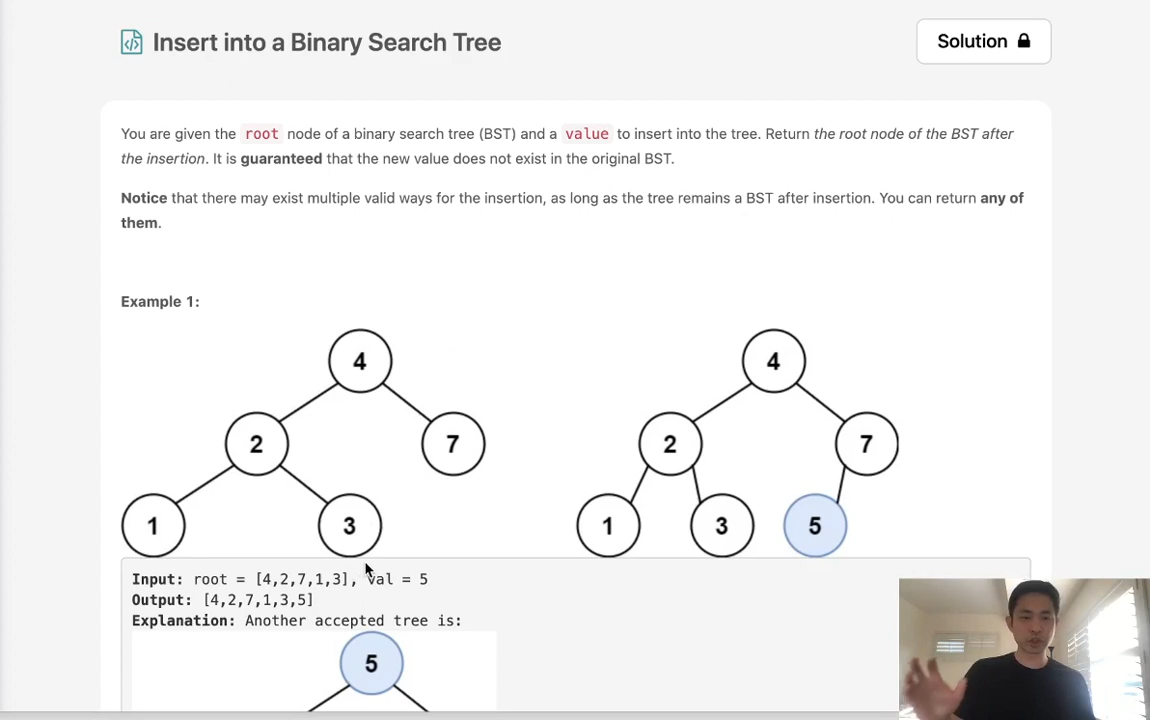 Insert into a Binary Search Tree
Solution
You are given the root node of a binary search tree (BST) and a value to insert into the tree. Return the root node of the BST after
the insertion. It is guaranteed that the new value does not exist in the original BST.
Notice that there may exist multiple valid ways for the insertion, as long as the tree remains a BST after insertion. You can return any of
them.
Example 1:
4 4
2 7 2 7
1 3 1 3 5
Input: root = [4,2,7,1,3], val = 5
Output: [4,2,7,1,3,5]
Explanation: Another accepted tree is:
5